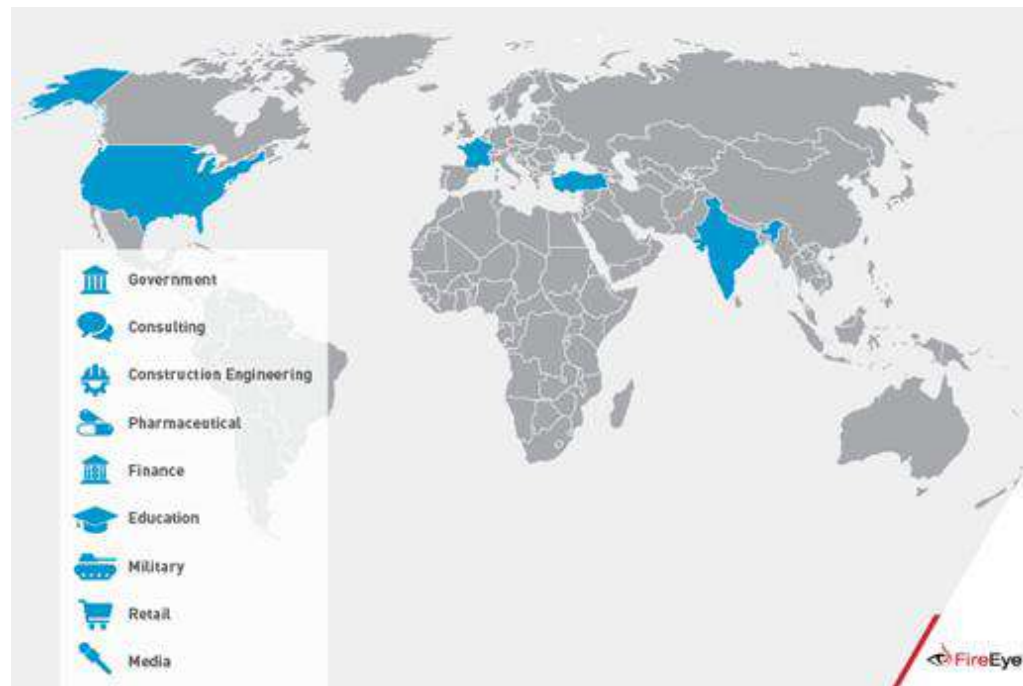 Government
Consulting
Construction Engineering
Pharmaceutical
Finance
Education
Military
Retail
Media
FireEye